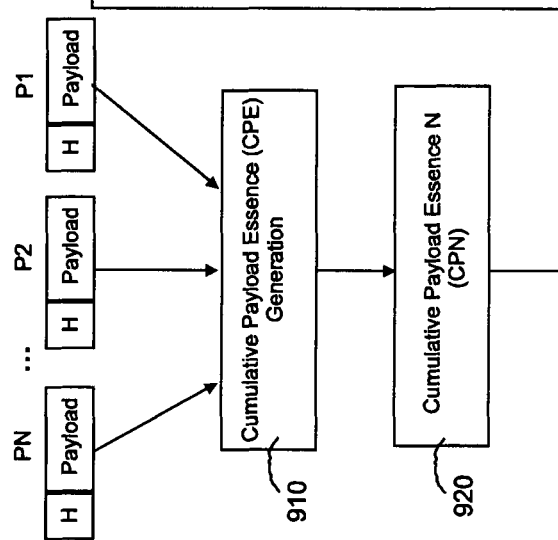 PN ... P2 P1
H Payload H Payload H Payload
Cumulative Payload Essence (CPE)
Generation
910
Cumulative Payload Essence N
(CPN)
920